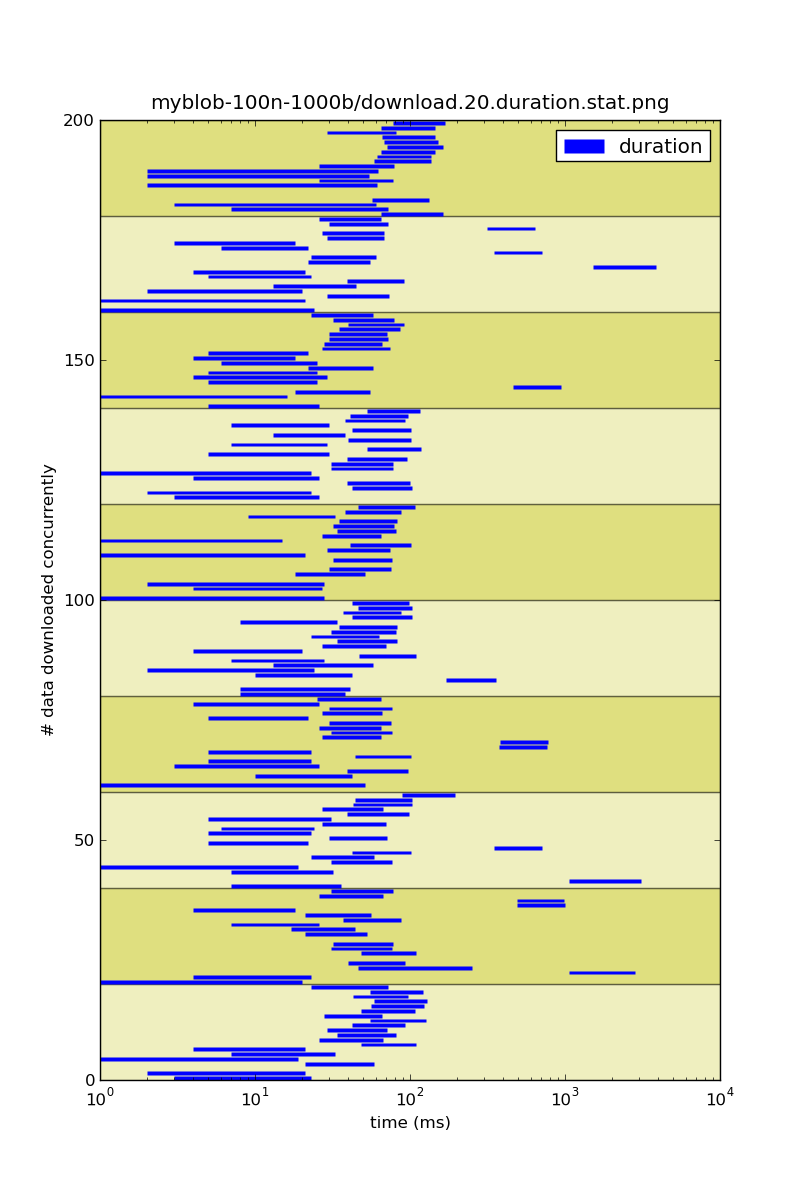 myblob-100n-1000b/download.20.duration.stat.png
duration
200
150
100
50
0
# data downloaded concurrently
10^0 10^1 10^2 10^3 10^4
time (ms)